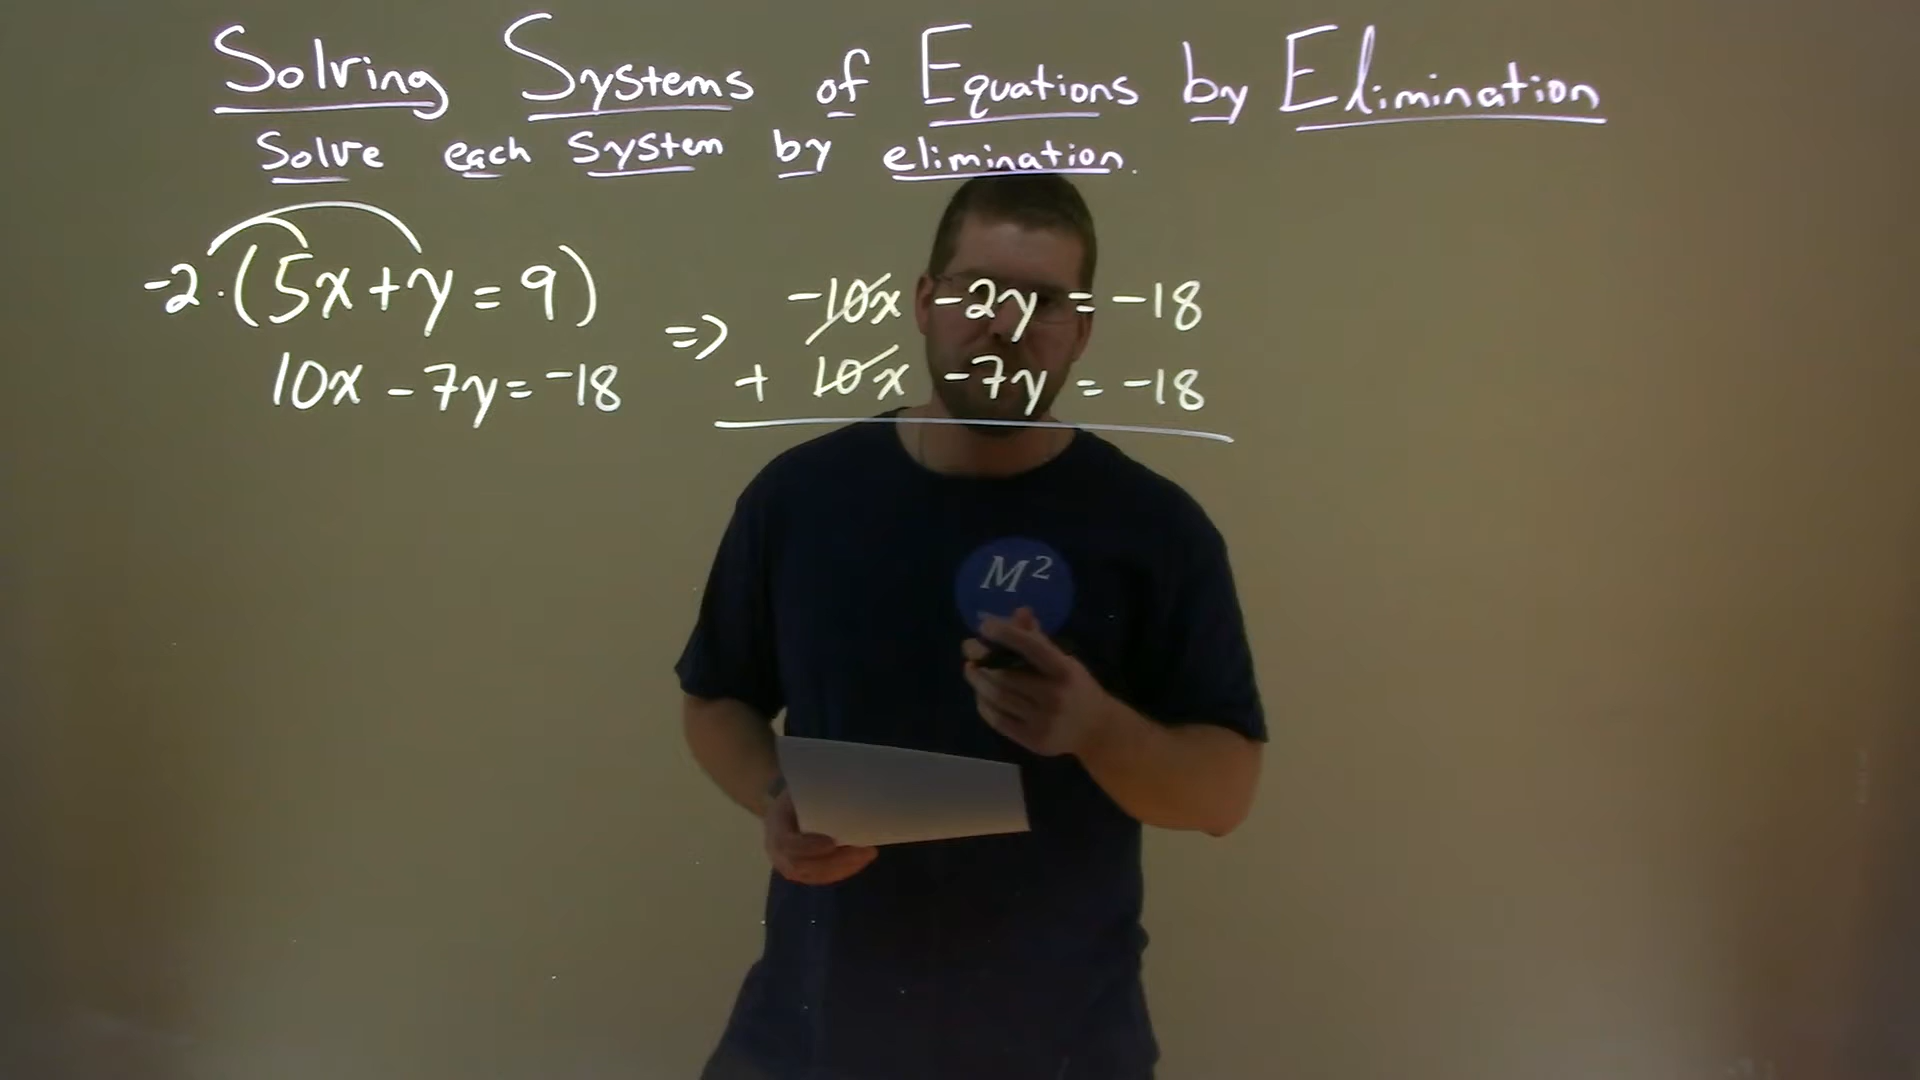 Solving Systems of Equations by Elimination
Solve each system by elimination.
-2·(5x+y=9)
10x-7y=-18
=>
-10x -2y = -18
+ 10x -7y = -18
M²